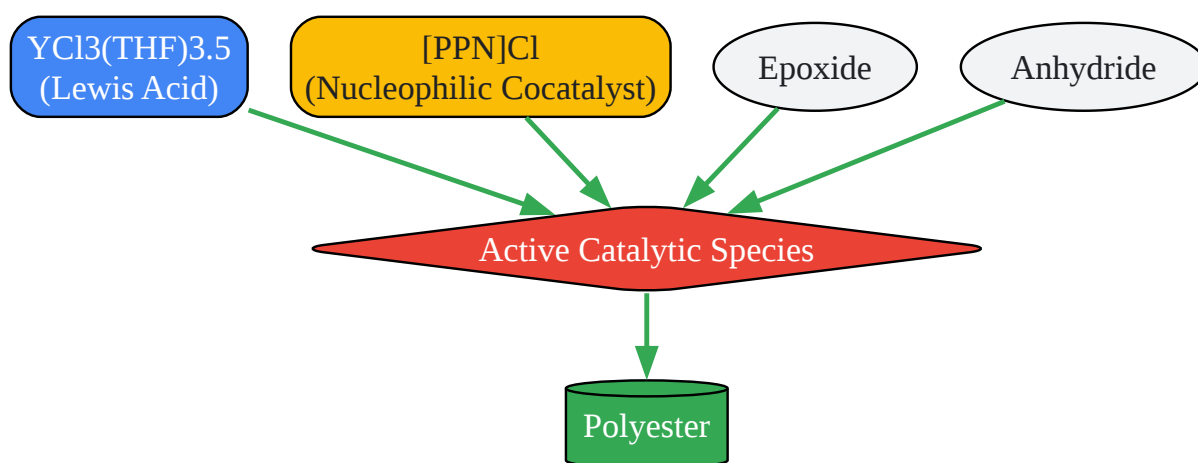 YCl3(THF)3.5
(Lewis Acid)
[PPN]Cl
(Nucleophilic Cocatalyst)
Epoxide
Anhydride
Active Catalytic Species
Polyester